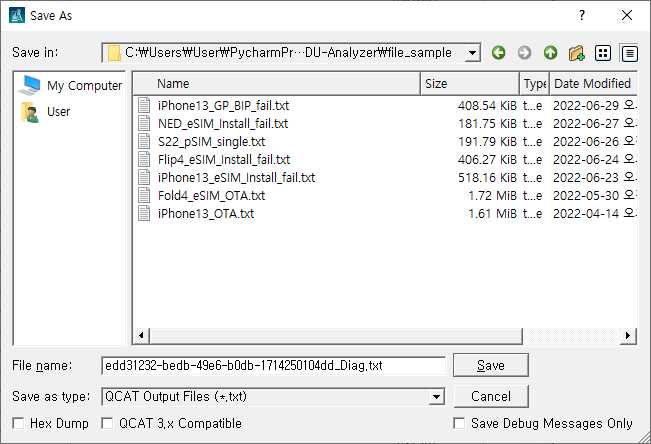 Save As
Save in: C:₩Users₩User₩PycharmPr···DU-Analyzer₩file_sample
My Computer
User
Name Size Type Date Modified
iPhone13_GP_BIP_fail.txt 408.54 KiB t...e 2022-06-29 오
NED_eSIM_Install_fail.txt 181.75 KiB t...e 2022-06-27 오
S22_pSIM_single.txt 191.79 KiB t...e 2022-06-26 오
Flip4_eSIM_Install_fail.txt 406.27 KiB t...e 2022-06-24 오
iPhone13_eSIM_Install_fail.txt 518.16 KiB t...e 2022-06-23 오
Fold4_eSIM_OTA.txt 1.72 MiB t...e 2022-05-30 오
iPhone13_OTA.txt 1.61 MiB t...e 2022-04-14 오
File name: edd31232-bedb-49e6-b0db-1714250104dd_Diag.txt Save
Save as type: QCAT Output Files (*.txt) Cancel
Hex Dump QCAT 3.x Compatible Save Debug Messages Only